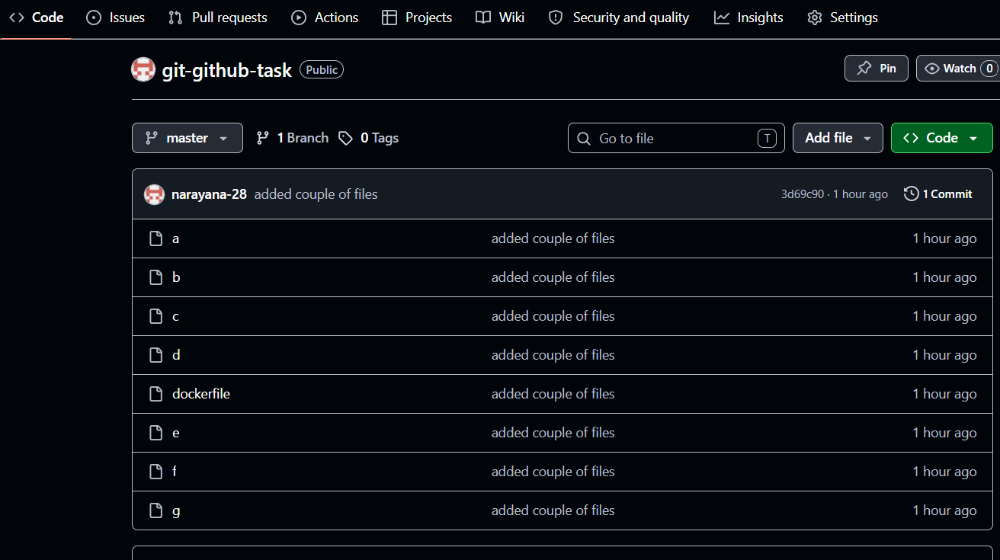 Code Issues Pull requests Actions Projects Wiki Security and quality Insights Settings
git-github-task Public Pin Watch 0
master 1 Branch 0 Tags Go to file T Add file Code
narayana-28 added couple of files 3d69c90 · 1 hour ago 1 Commit
a added couple of files 1 hour ago
b added couple of files 1 hour ago
c added couple of files 1 hour ago
d added couple of files 1 hour ago
dockerfile added couple of files 1 hour ago
e added couple of files 1 hour ago
f added couple of files 1 hour ago
g added couple of files 1 hour ago